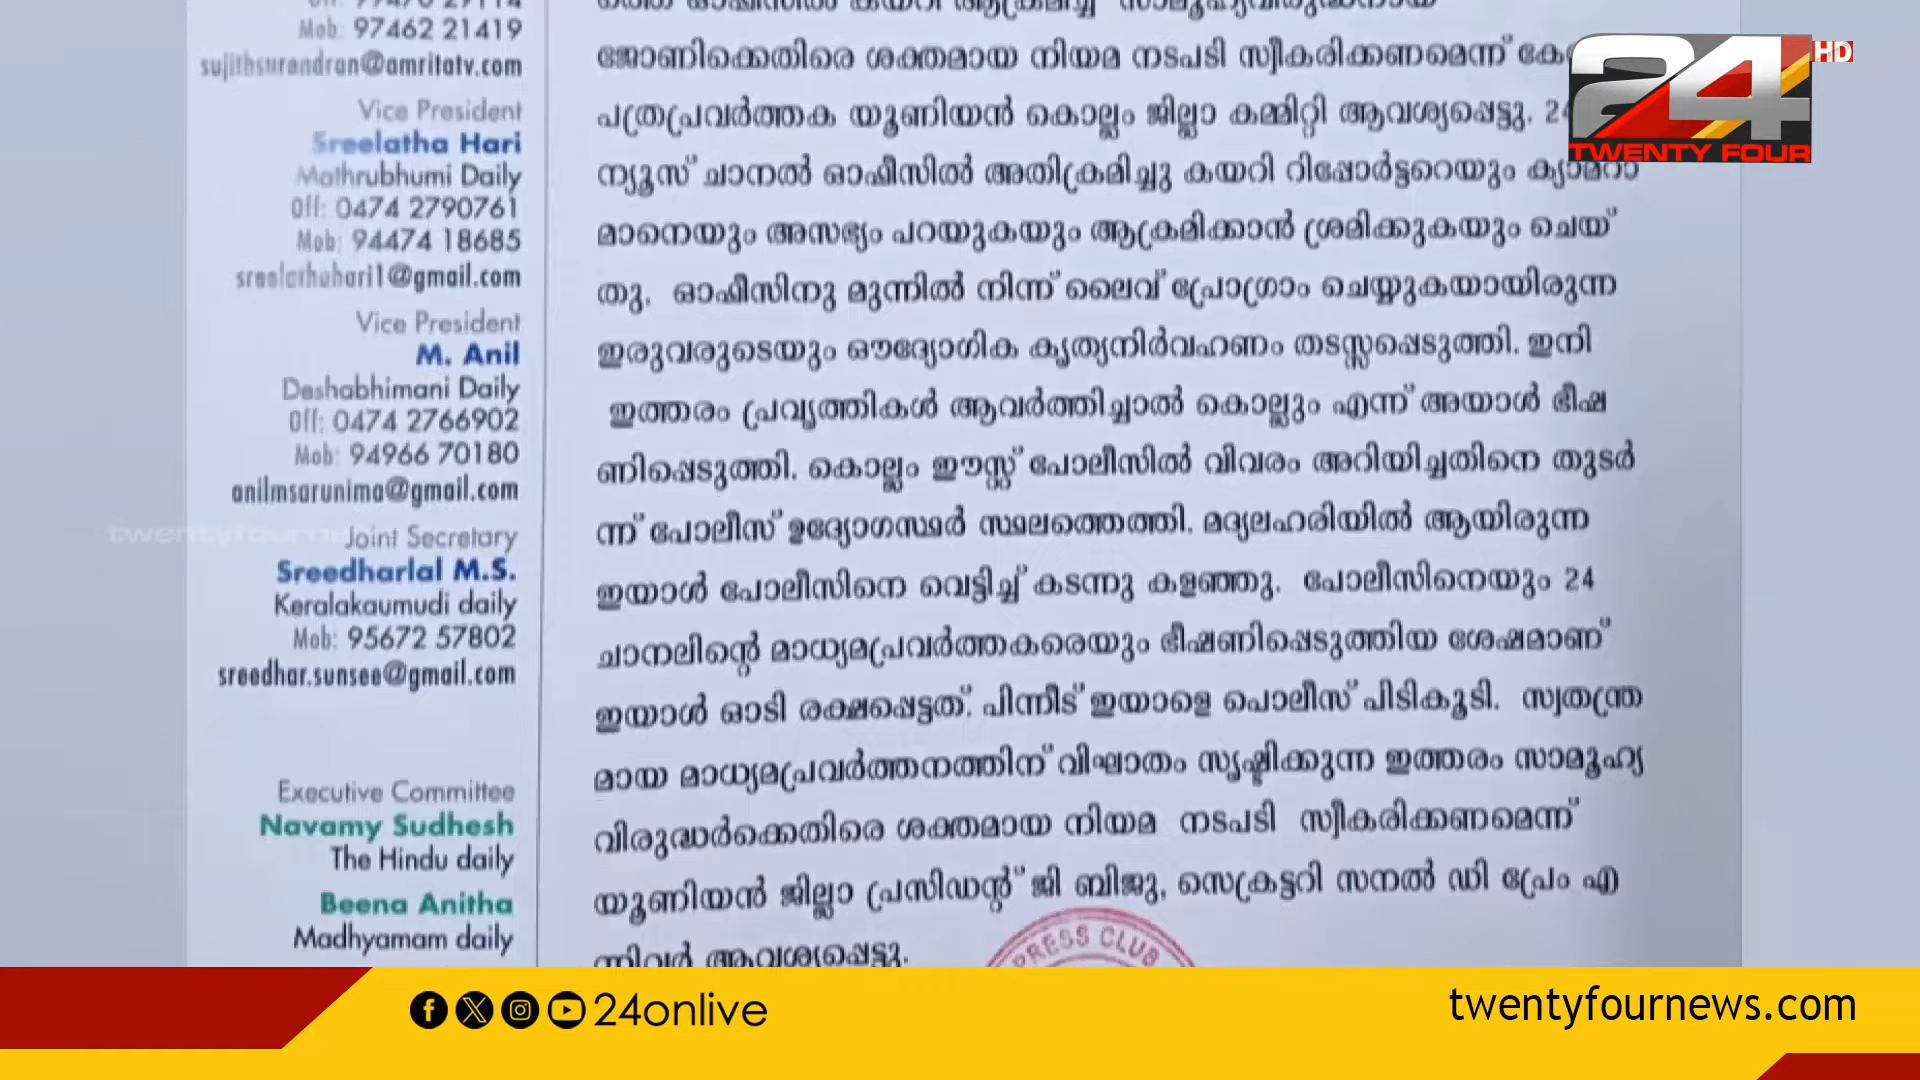 Mob: 97462 21419
sujithsurendran@amritatv.com
Vice President
Sreelatha Hari
Mathrubhumi Daily
Off: 0474 2790761
Mob: 94474 18685
sreelathahari1@gmail.com
Vice President
M. Anil
Deshabhimani Daily
Off: 0474 2766902
Mob: 94966 70180
anilmsarunima@gmail.com
Joint Secretary
Sreedharlal M.S.
Keralakaumudi daily
Mob: 95672 57802
sreedhar.sunsee@gmail.com
Executive Committee
Navamy Sudhesh
The Hindu daily
Beena Anitha
Madhyamam daily
ജോണിക്കെതിരെ ശക്തമായ നിയമ നടപടി സ്വീകരിക്കണമെന്ന്
പത്രപ്രവർത്തക യൂണിയൻ കൊല്ലം ജില്ലാ കമ്മിറ്റി ആവശ്യപ്പെട്ടു. 24
ന്യൂസ് ചാനൽ ഓഫീസിൽ അതിക്രമിച്ചു കയറി റിപ്പോർട്ടറെയും ക്യാമറാ
മാനെയും അസഭ്യം പറയുകയും ആക്രമിക്കാൻ ശ്രമിക്കുകയും ചെയ്
തു. ഓഫീസിനു മുന്നിൽ നിന്ന് ലൈവ് പ്രോഗ്രാം ചെയ്യുകയായിരുന്ന
ഇരുവരുടെയും ഔദ്യോഗിക കൃത്യനിർവഹണം തടസ്സപ്പെടുത്തി. ഇനി
ഇത്തരം പ്രവൃത്തികൾ ആവർത്തിച്ചാൽ കൊല്ലും എന്ന് അയാൾ ഭീഷ
ണിപ്പെടുത്തി. കൊല്ലം ഈസ്റ്റ് പോലീസിൽ വിവരം അറിയിച്ചതിനെ തുടർ
ന്ന് പോലീസ് ഉദ്യോഗസ്ഥർ സ്ഥലത്തെത്തി. മദ്യലഹരിയിൽ ആയിരുന്ന
ഇയാൾ പോലീസിനെ വെട്ടിച്ച് കടന്നു കളഞ്ഞു. പോലീസിനെയും 24
ചാനലിന്റെ മാധ്യമപ്രവർത്തകരെയും ഭീഷണിപ്പെടുത്തിയ ശേഷമാണ്
ഇയാൾ ഓടി രക്ഷപ്പെട്ടത്. പിന്നീട് ഇയാളെ പൊലീസ് പിടികൂടി. സ്വതന്ത്ര
മായ മാധ്യമപ്രവർത്തനത്തിന് വിഘാതം സൃഷ്ടിക്കുന്ന ഇത്തരം സാമൂഹ്യ
വിരുദ്ധർക്കെതിരെ ശക്തമായ നിയമ നടപടി സ്വീകരിക്കണമെന്ന്
യൂണിയൻ ജില്ലാ പ്രസിഡന്റ് ജി ബിജു, സെക്രട്ടറി സനൽ ഡി പ്രേം എ
ന്നിവർ ആവശ്യപ്പെട്ടു.
PRESS CLUB
24 HD
TWENTY FOUR
24onlive
twentyfournews.com